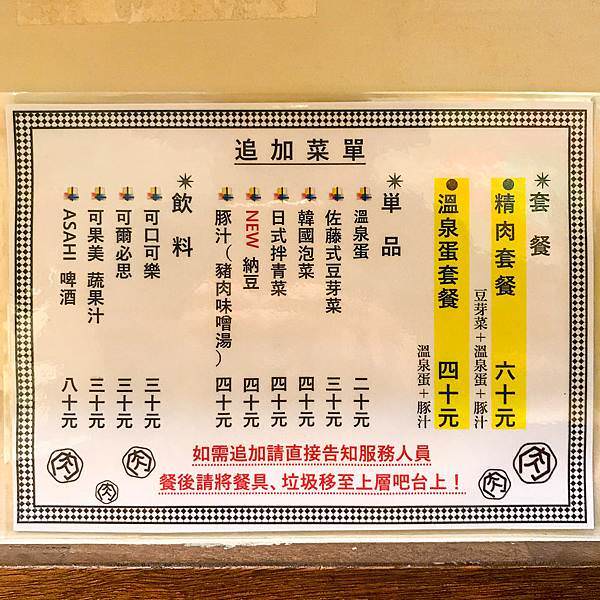 追加菜單
✳套餐
●精肉套餐 六十元
豆芽菜+溫泉蛋+豚汁
●溫泉蛋套餐 四十元
溫泉蛋+豚汁
✳単品
溫泉蛋 二十元
佐藤式豆芽菜 三十元
韓國泡菜 四十元
日式拌青菜 四十元
NEW 納豆 四十元
豚汁(豬肉味噌湯) 四十元
✳飲料
可口可樂 三十元
可爾必思 三十元
可果美 蔬果汁 三十元
ASAHI 啤酒 八十元
如需追加請直接告知服務人員
餐後請將餐具、垃圾移至上層吧台上！